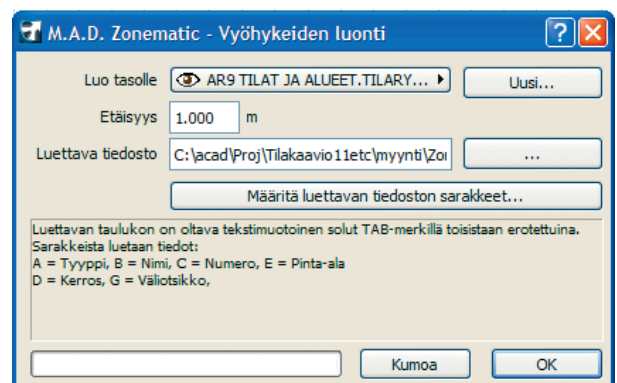 M.A.D. Zonematic - Vyöhykeiden luonti
Luo tasolle AR9 TILAT JA ALUEET.TILARY... Uusi...
Etäisyys 1.000 m
Luettava tiedosto C:\acad\Proj\Tilakaavio11etc\myynti\Zoi ...
Määritä luettavan tiedoston sarakkeet...
Luettavan taulukon on oltava tekstimuotoinen solut TAB-merkillä toisistaan erotettuina.
Sarakkeista luetaan tiedot:
A = Tyyppi, B = Nimi, C = Numero, E = Pinta-ala
D = Kerros, G = Väliotsikko,
Kumoa OK